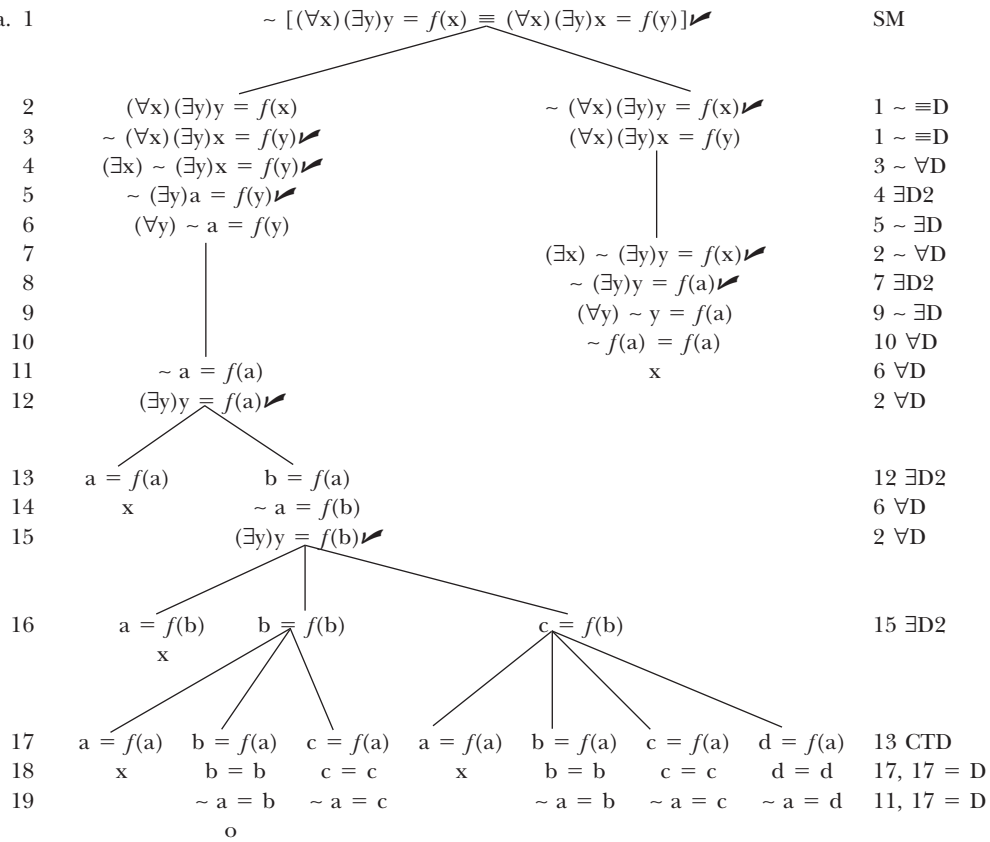 a. 1 ~ [(∀x)(∃y)y = f(x) ≡ (∀x)(∃y)x = f(y)]✔ SM
2 (∀x)(∃y)y = f(x) ~ (∀x)(∃y)y = f(x)✔ 1 ~ ≡D
3 ~ (∀x)(∃y)x = f(y)✔ (∀x)(∃y)x = f(y) 1 ~ ≡D
4 (∃x) ~ (∃y)x = f(y)✔ 3 ~ ∀D
5 ~ (∃y)a = f(y)✔ 4 ∃D2
6 (∀y) ~ a = f(y) 5 ~ ∃D
7 (∃x) ~ (∃y)y = f(x)✔ 2 ~ ∀D
8 ~ (∃y)y = f(a)✔ 7 ∃D2
9 (∀y) ~ y = f(a) 9 ~ ∃D
10 ~ f(a) = f(a) 10 ∀D
11 ~ a = f(a) x 6 ∀D
12 (∃y)y = f(a)✔ 2 ∀D
13 a = f(a) b = f(a) 12 ∃D2
14 x ~ a = f(b) 6 ∀D
15 (∃y)y = f(b)✔ 2 ∀D
16 a = f(b) b = f(b) c = f(b) 15 ∃D2
x
17 a = f(a) b = f(a) c = f(a) a = f(a) b = f(a) c = f(a) d = f(a) 13 CTD
18 x b = b c = c x b = b c = c d = d 17, 17 = D
19 ~ a = b ~ a = c ~ a = b ~ a = c ~ a = d 11, 17 = D
o